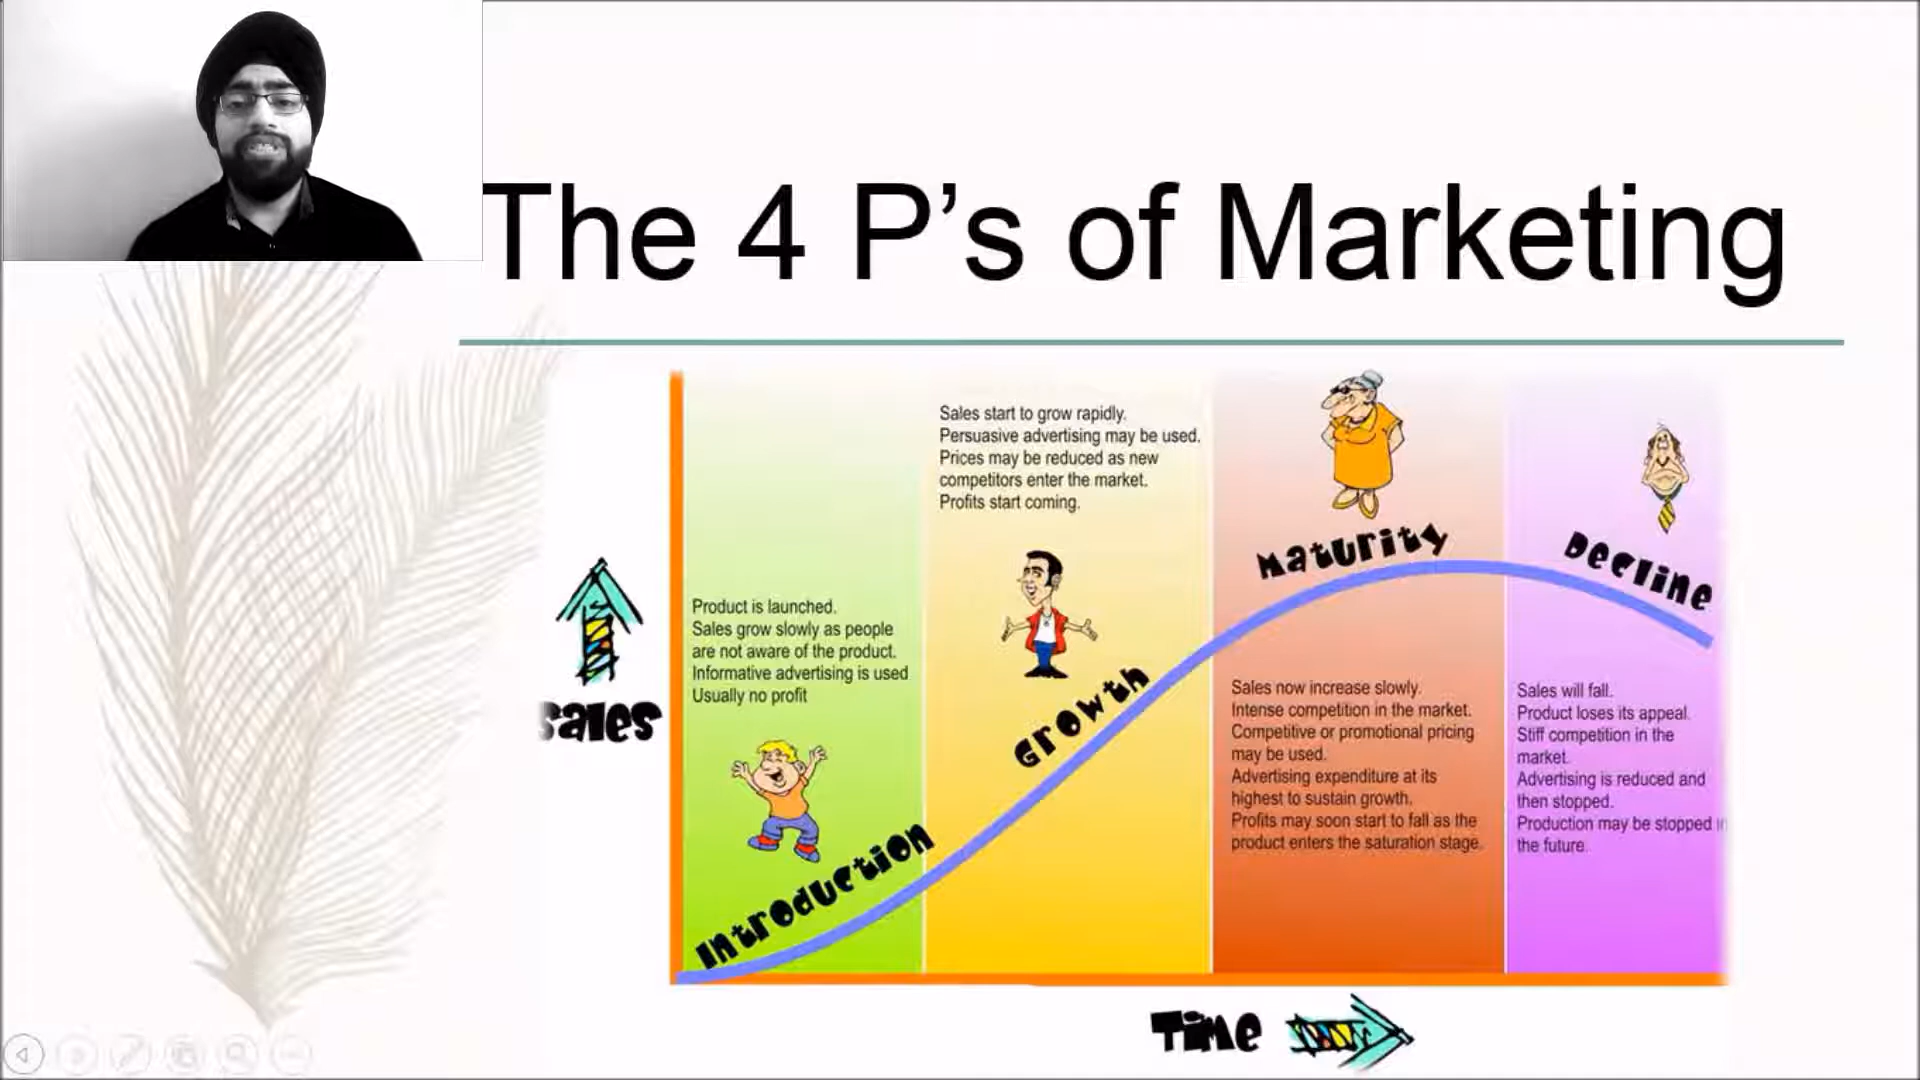 The 4 P’s of Marketing
Sales start to grow rapidly.
Persuasive advertising may be used.
Prices may be reduced as new
competitors enter the market.
Profits start coming.
Maturity
Decline
Product is launched.
Sales grow slowly as people
are not aware of the product.
Informative advertising is used
Usually no profit
Sales
Growth
Sales now increase slowly.
Intense competition in the market.
Competitive or promotional pricing
may be used.
Advertising expenditure at its
highest to sustain growth.
Profits may soon start to fall as the
product enters the saturation stage.
Sales will fall.
Product loses its appeal.
Stiff competition in the
market.
Advertising is reduced and
then stopped.
Production may be stopped in
the future.
Introduction
Time